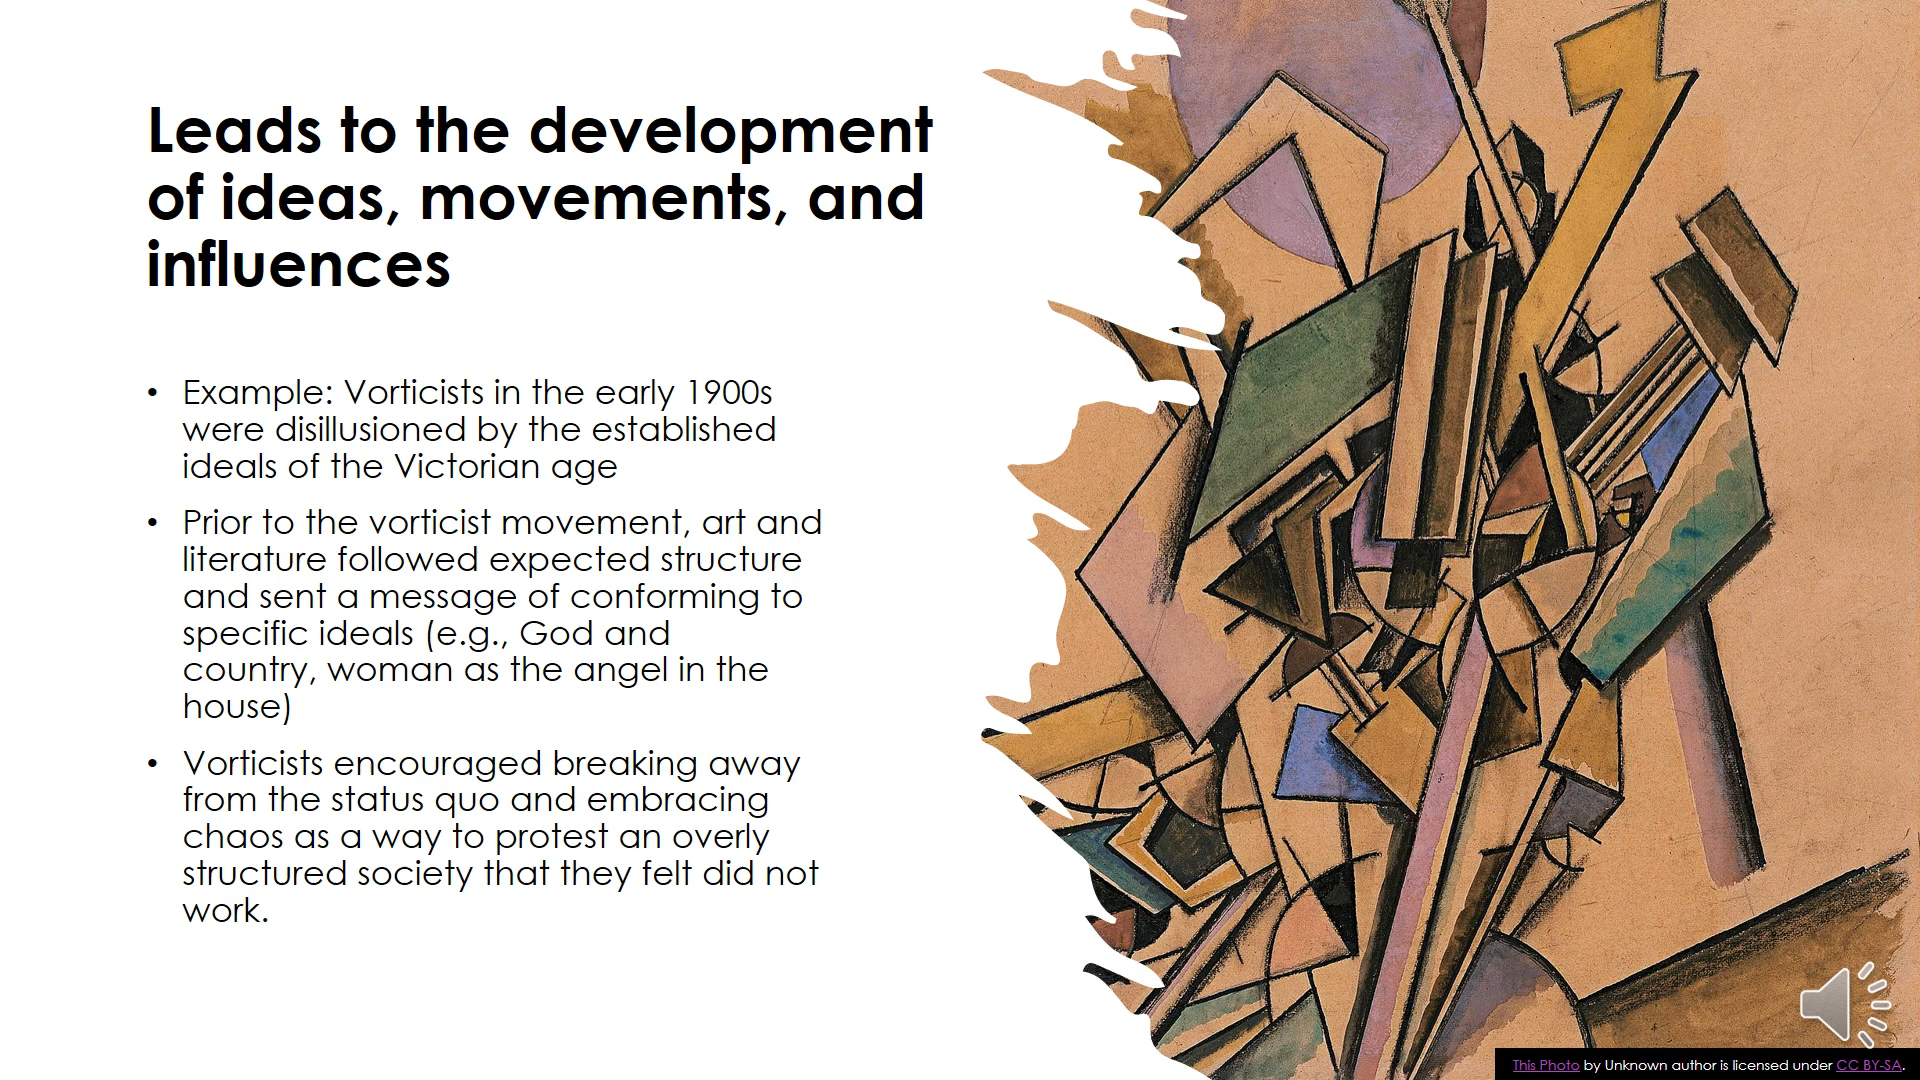 Leads to the development
of ideas, movements, and
influences
• Example: Vorticists in the early 1900s
were disillusioned by the established
ideals of the Victorian age
• Prior to the vorticist movement, art and
literature followed expected structure
and sent a message of conforming to
specific ideals (e.g., God and
country, woman as the angel in the
house)
• Vorticists encouraged breaking away
from the status quo and embracing
chaos as a way to protest an overly
structured society that they felt did not
work.
This Photo by Unknown author is licensed under CC BY-SA.